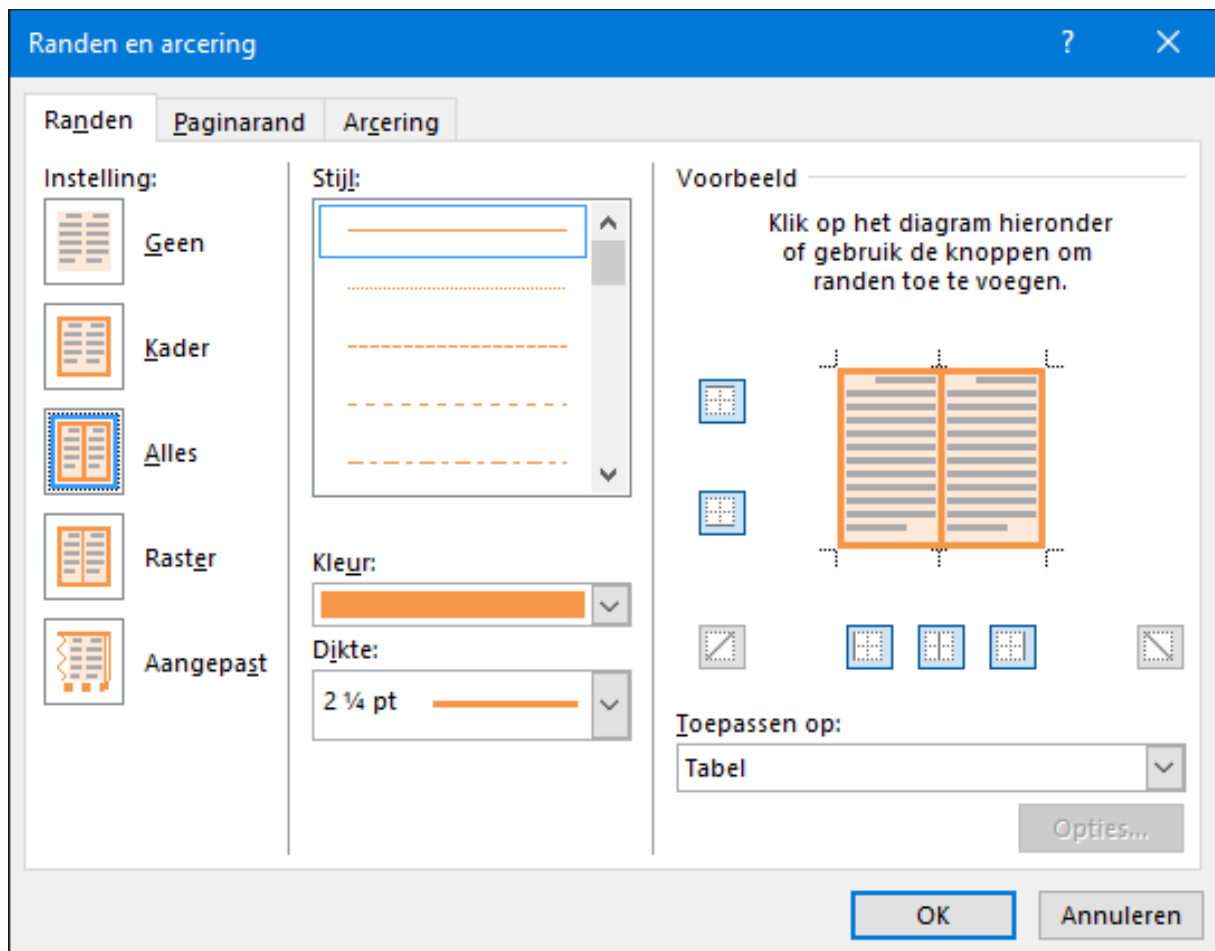 Randen en arcering
?
Randen
Paginarand
Arcering
Instelling:
Geen
Kader
Alles
Raster
Aangepast
Stijl:
Kleur:
Dikte:
2 ¼ pt
Voorbeeld
Klik op het diagram hieronder
of gebruik de knoppen om
randen toe te voegen.
Toepassen op:
Tabel
Opties...
OK
Annuleren